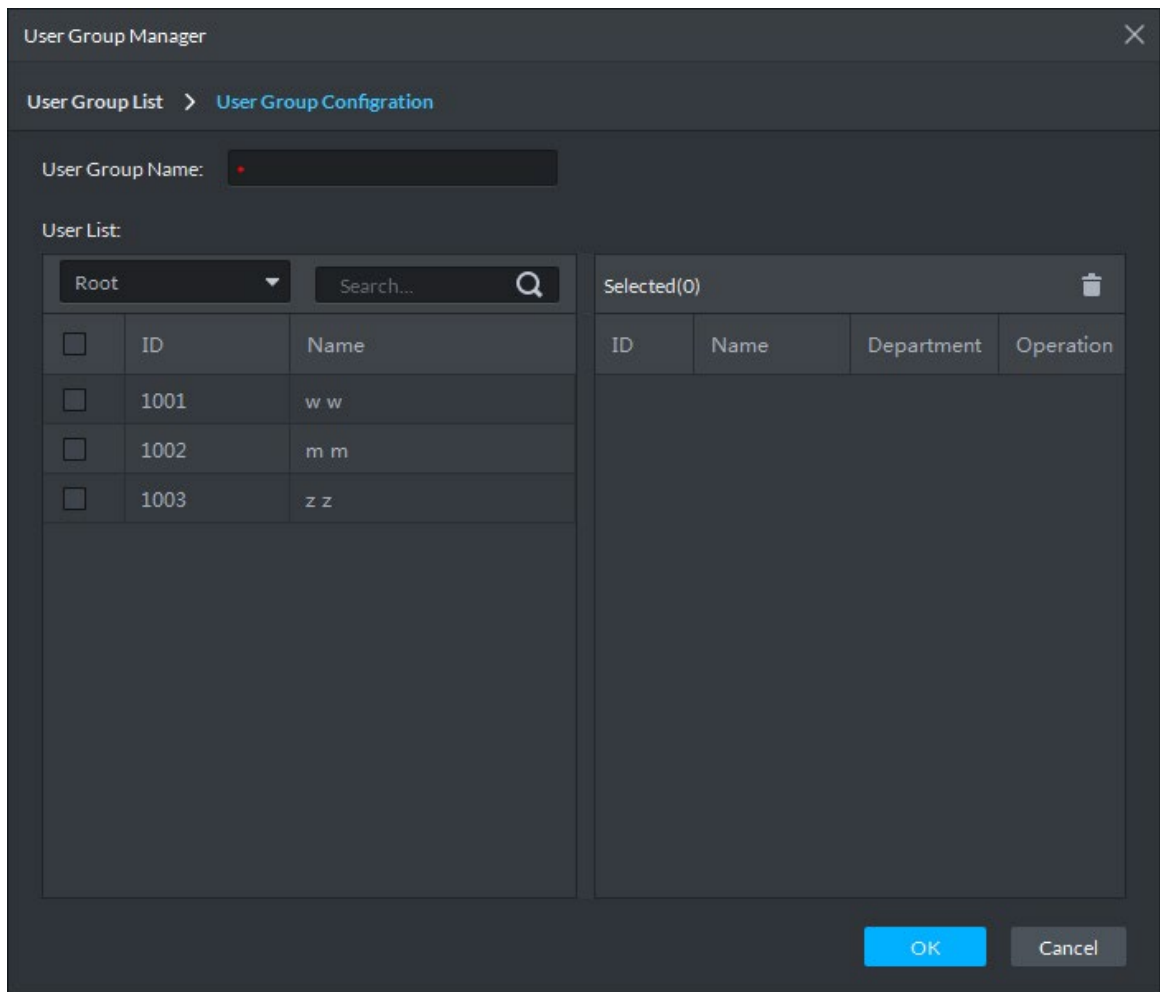 User Group Manager
User Group List > User Group Configration
User Group Name:
User List:
Root Search... Selected(0)
ID Name ID Name Department Operation
1001 w w
1002 m m
1003 z z
OK Cancel